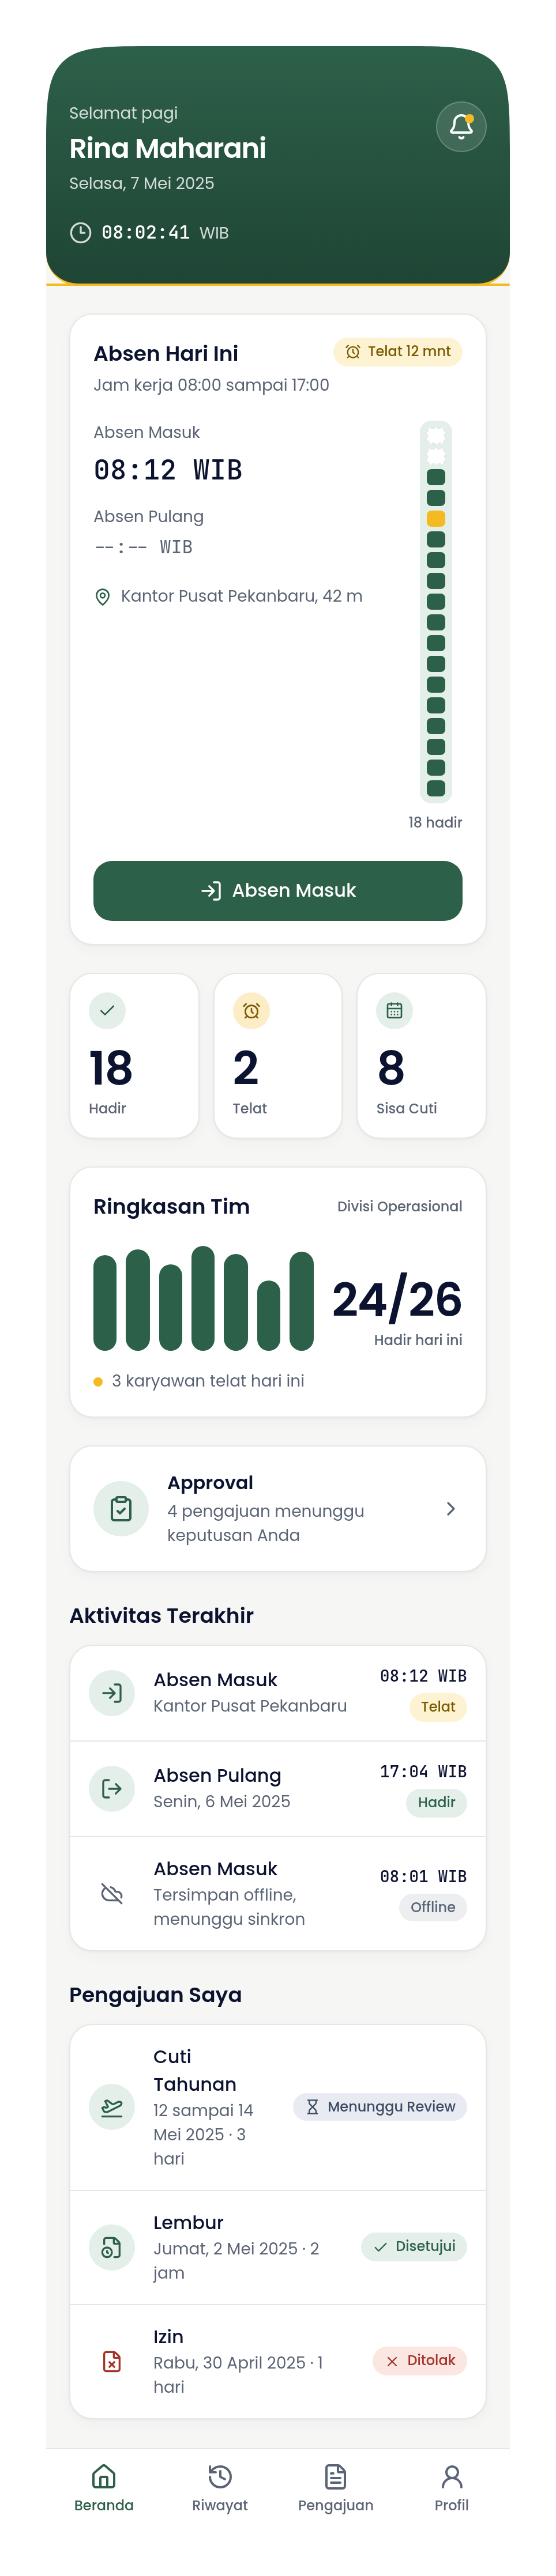 Selamat pagi
Rina Maharani
Selasa, 7 Mei 2025
08:02:41 WIB
Absen Hari Ini
Telat 12 mnt
Jam kerja 08:00 sampai 17:00
Absen Masuk
08:12 WIB
Absen Pulang
--:-- WIB
Kantor Pusat Pekanbaru, 42 m
18 hadir
Absen Masuk
18
Hadir
2
Telat
8
Sisa Cuti
Ringkasan Tim
Divisi Operasional
24/26
Hadir hari ini
3 karyawan telat hari ini
Approval
4 pengajuan menunggu
keputusan Anda
Aktivitas Terakhir
Absen Masuk
Kantor Pusat Pekanbaru
08:12 WIB
Telat
Absen Pulang
Senin, 6 Mei 2025
17:04 WIB
Hadir
Absen Masuk
Tersimpan offline,
menunggu sinkron
08:01 WIB
Offline
Pengajuan Saya
Cuti
Tahunan
12 sampai 14
Mei 2025 · 3
hari
Menunggu Review
Lembur
Jumat, 2 Mei 2025 · 2
jam
Disetujui
Izin
Rabu, 30 April 2025 · 1
hari
Ditolak
Beranda
Riwayat
Pengajuan
Profil